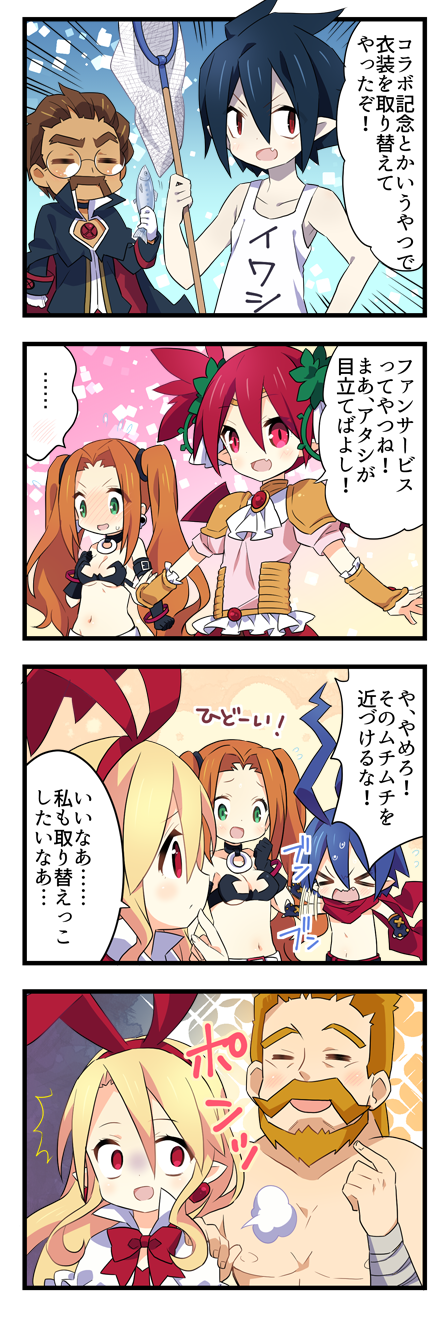 コラボ記念とかいうやつで
衣装を取り替えて
やったぞ！
イワシ
ファンサービス
ってやつね！
まあ、アタシが
目立てばよし！
……
や、やめろ！
そのムチムチを
近づけるな！
ひどーい！
ブンブン
いいなあ……
私も取り替えっこ
したいなあ…
ポンッ